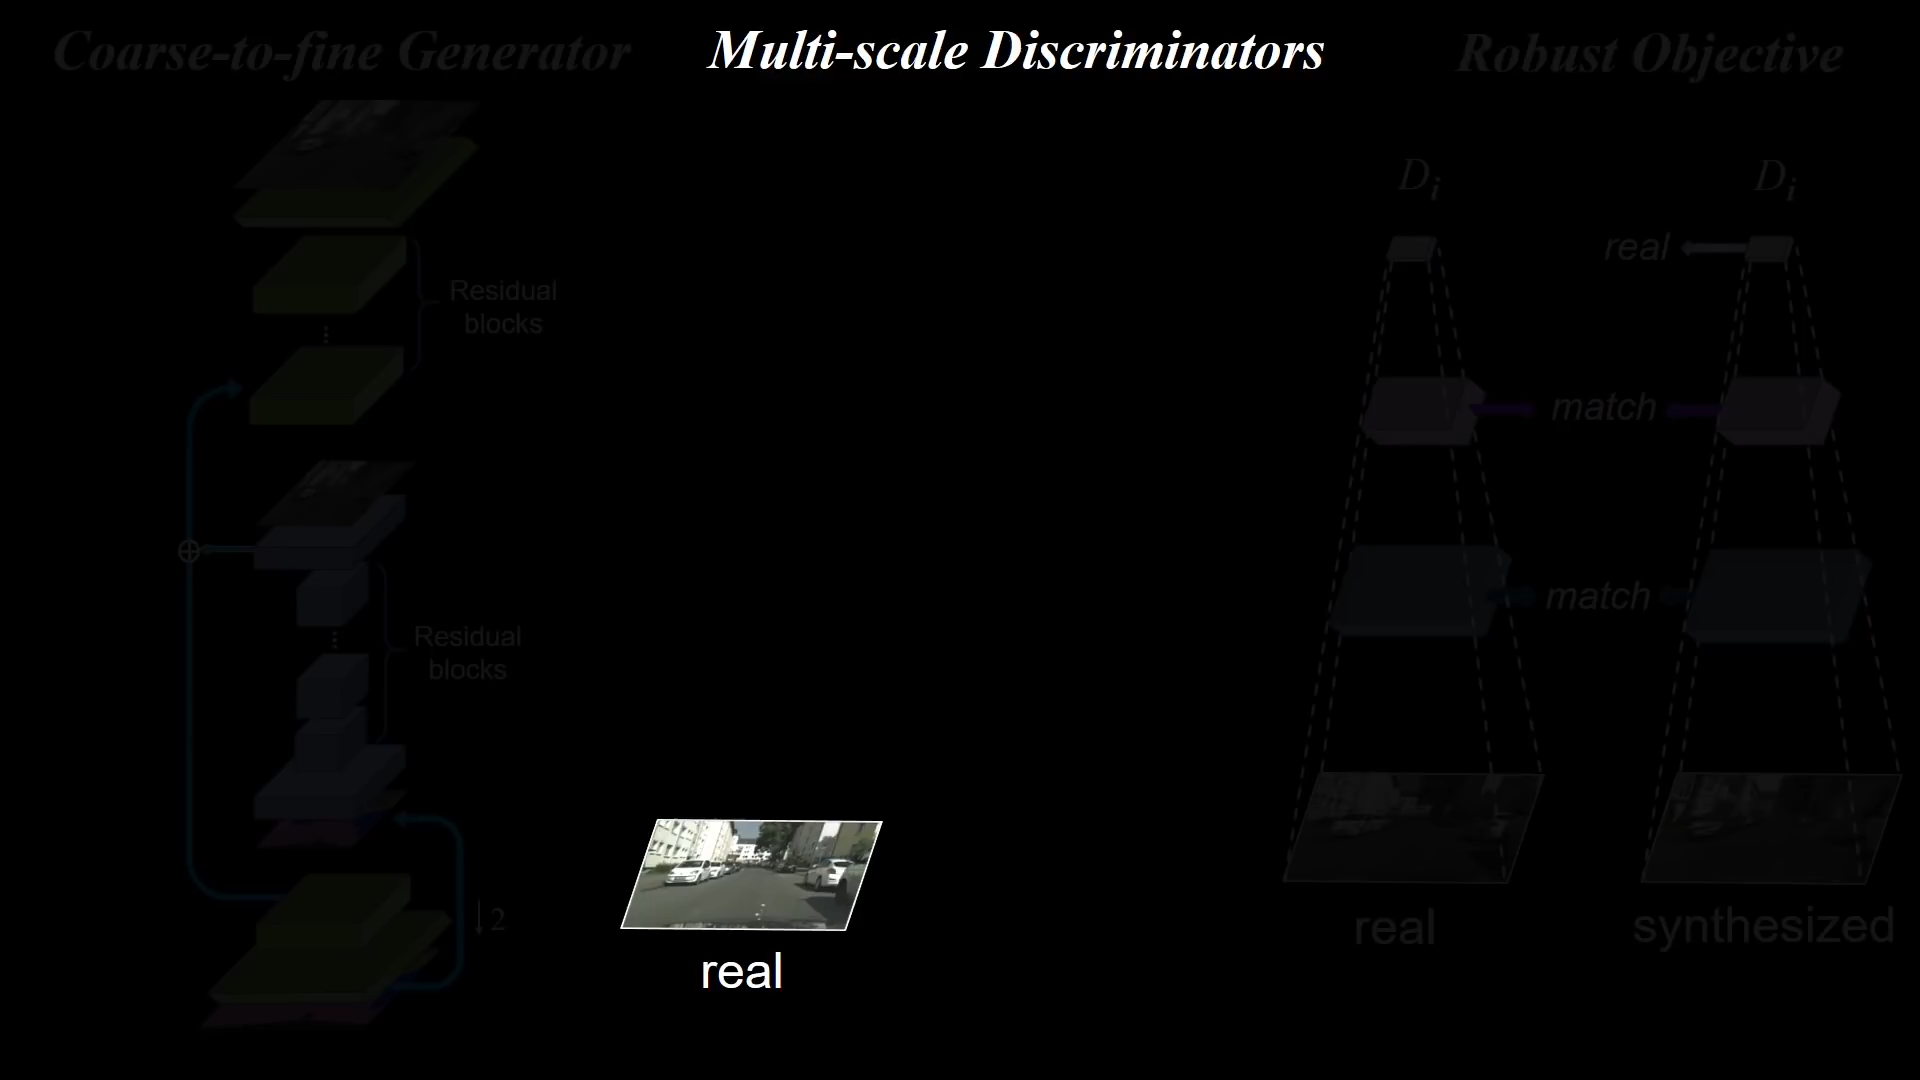 Coarse-to-fine Generator
Multi-scale Discriminators
Robust Objective
Residual
blocks
Residual
blocks
↓2
real
D_i
D_i
real
match
match
real
synthesized